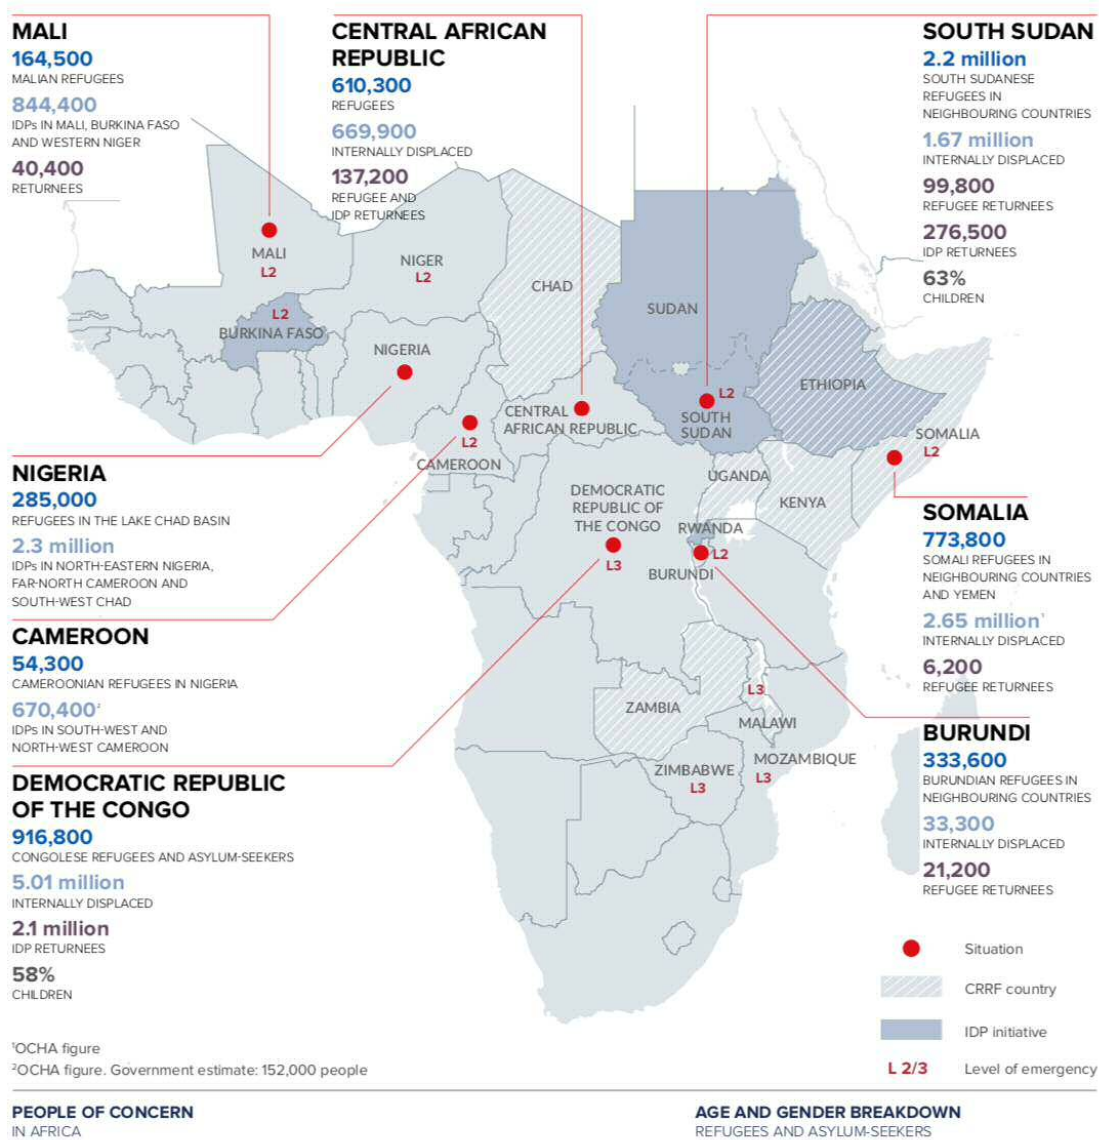 MALI
164,500
MALIAN REFUGEES
844,400
IDPs IN MALI, BURKINA FASO
AND WESTERN NIGER
40,400
RETURNEES
CENTRAL AFRICAN
REPUBLIC
610,300
REFUGEES
669,900
INTERNALLY DISPLACED
137,200
REFUGEE AND
IDP RETURNEES
SOUTH SUDAN
2.2 million
SOUTH SUDANESE
REFUGEES IN
NEIGHBOURING COUNTRIES
1.67 million
INTERNALLY DISPLACED
99,800
REFUGEE RETURNEES
276,500
IDP RETURNEES
63%
CHILDREN
MALI
L2
NIGER
L2
CHAD
SUDAN
L2
BURKINA FASO
NIGERIA
ETHIOPIA
L2
SOUTH
SUDAN
CENTRAL
AFRICAN REPUBLIC
L2
CAMEROON
SOMALIA
L2
UGANDA
KENYA
DEMOCRATIC
REPUBLIC OF
THE CONGO
L3
RWANDA
L2
BURUNDI
L3
ZAMBIA
MALAWI
MOZAMBIQUE
L3
ZIMBABWE
L3
NIGERIA
285,000
REFUGEES IN THE LAKE CHAD BASIN
2.3 million
IDPs IN NORTH-EASTERN NIGERIA,
FAR-NORTH CAMEROON AND
SOUTH-WEST CHAD
CAMEROON
54,300
CAMEROONIAN REFUGEES IN NIGERIA
670,400²
IDPs IN SOUTH-WEST AND
NORTH-WEST CAMEROON
DEMOCRATIC REPUBLIC
OF THE CONGO
916,800
CONGOLESE REFUGEES AND ASYLUM-SEEKERS
5.01 million
INTERNALLY DISPLACED
2.1 million
IDP RETURNEES
58%
CHILDREN
SOMALIA
773,800
SOMALI REFUGEES IN
NEIGHBOURING COUNTRIES
AND YEMEN
2.65 million¹
INTERNALLY DISPLACED
6,200
REFUGEE RETURNEES
BURUNDI
333,600
BURUNDIAN REFUGEES IN
NEIGHBOURING COUNTRIES
33,300
INTERNALLY DISPLACED
21,200
REFUGEE RETURNEES
Situation
CRRF country
IDP initiative
L 2/3 Level of emergency
¹OCHA figure
²OCHA figure. Government estimate: 152,000 people
PEOPLE OF CONCERN
IN AFRICA
AGE AND GENDER BREAKDOWN
REFUGEES AND ASYLUM-SEEKERS